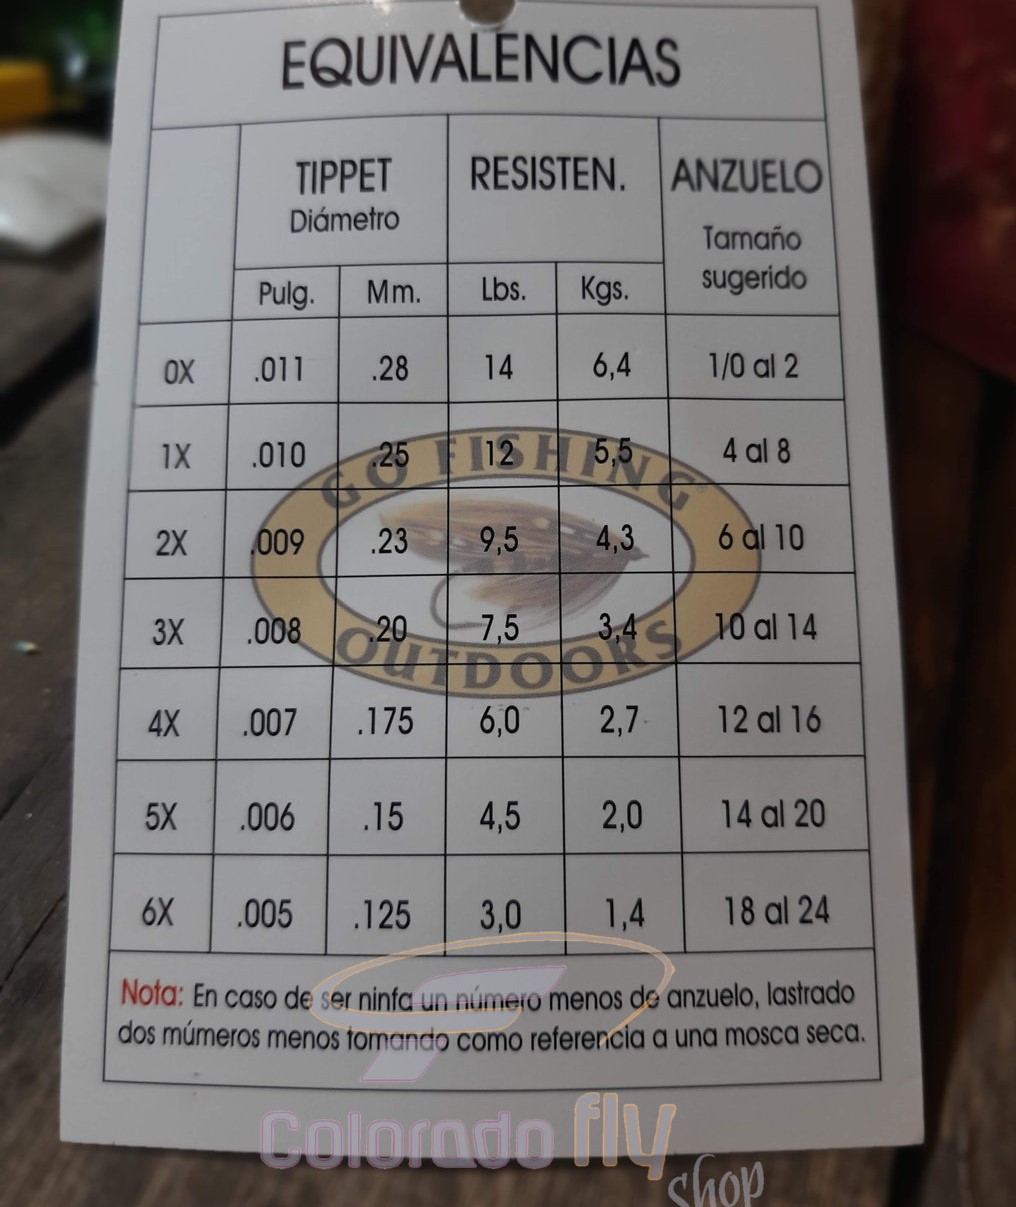 EQUIVALENCIAS
TIPPET RESISTEN. ANZUELO
Diámetro Tamaño sugerido
Pulg. Mm. Lbs. Kgs.
0X .011 .28 14 6,4 1/0 al 2
1X .010 .25 12 5,5 4 al 8
2X .009 .23 9,5 4,3 6 al 10
3X .008 .20 7,5 3,4 10 al 14
4X .007 .175 6,0 2,7 12 al 16
5X .006 .15 4,5 2,0 14 al 20
6X .005 .125 3,0 1,4 18 al 24
GO FISHING
OUTDOORS
Nota: En caso de ser ninfa un número menos de anzuelo, lastrado
dos múmeros menos tomando como referencia a una mosca seca.
Colorado fly
shop